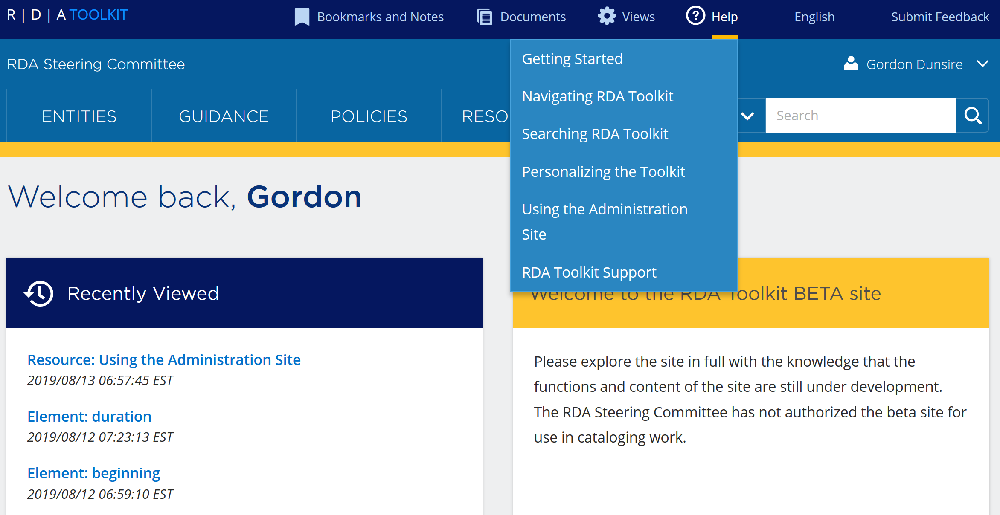 R | D | A TOOLKIT
Bookmarks and Notes
Documents
Views
? Help
English
Submit Feedback
RDA Steering Committee
Gordon Dunsire
ENTITIES
GUIDANCE
POLICIES
RESO
Search
Getting Started
Navigating RDA Toolkit
Searching RDA Toolkit
Personalizing the Toolkit
Using the Administration
Site
RDA Toolkit Support
Welcome back, Gordon
Recently Viewed
Resource: Using the Administration Site
2019/08/13 06:57:45 EST
Element: duration
2019/08/12 07:23:13 EST
Element: beginning
2019/08/12 06:59:10 EST
Welcome to the RDA Toolkit BETA site
Please explore the site in full with the knowledge that the
functions and content of the site are still under development.
The RDA Steering Committee has not authorized the beta site for
use in cataloging work.